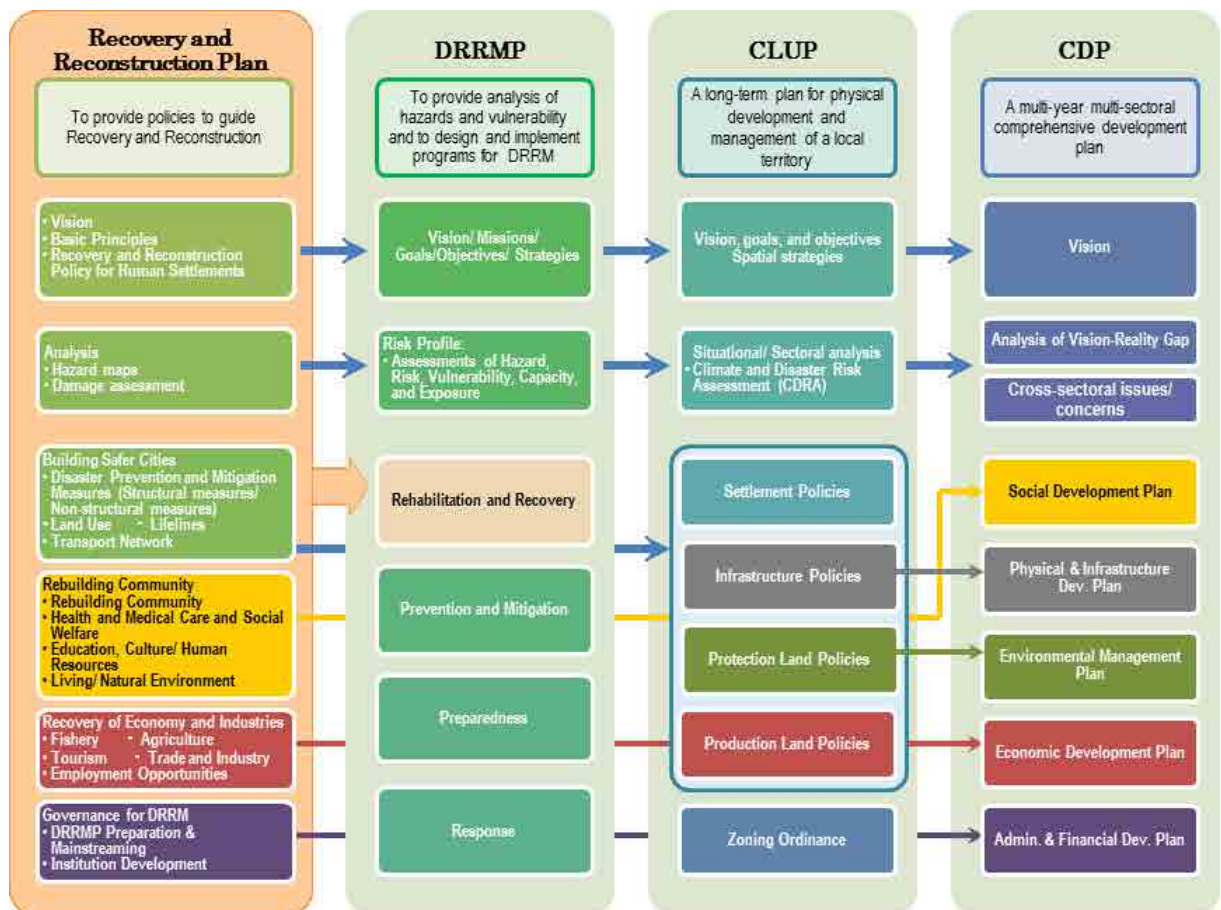 Recovery and
Reconstruction Plan
To provide policies to guide
Recovery and Reconstruction
• Vision
• Basic Principles
• Recovery and Reconstruction
Policy for Human Settlements
Analysis
• Hazard maps
• Damage assessment
Building Safer Cities
• Disaster Prevention and Mitigation
Measures (Structural measures/
Non-structural measures)
• Land Use • Lifelines
• Transport Network
Rebuilding Community
• Rebuilding Community
• Health and Medical Care and Social
Welfare
• Education, Culture/ Human
Resources
• Living/ Natural Environment
Recovery of Economy and Industries
• Fishery • Agriculture
• Tourism • Trade and Industry
• Employment Opportunities
Governance for DRRM
• DRRMP Preparation &
Mainstreaming
• Institution Development
DRRMP
To provide analysis of
hazards and vulnerability
and to design and implement
programs for DRRM
Vision/ Missions/
Goals/Objectives/ Strategies
Risk Profile:
• Assessments of Hazard,
Risk, Vulnerability, Capacity,
and Exposure
Rehabilitation and Recovery
Prevention and Mitigation
Preparedness
Response
CLUP
A long-term plan for physical
development and
management of a local
territory
Vision, goals, and objectives
Spatial strategies
Situational/ Sectoral analysis
• Climate and Disaster Risk
Assessment (CDRA)
Settlement Policies
Infrastructure Policies
Protection Land Policies
Production Land Policies
Zoning Ordinance
CDP
A multi-year multi-sectoral
comprehensive development
plan
Vision
Analysis of Vision-Reality Gap
Cross-sectoral issues/
concerns
Social Development Plan
Physical & Infrastructure
Dev. Plan
Environmental Management
Plan
Economic Development Plan
Admin. & Financial Dev. Plan